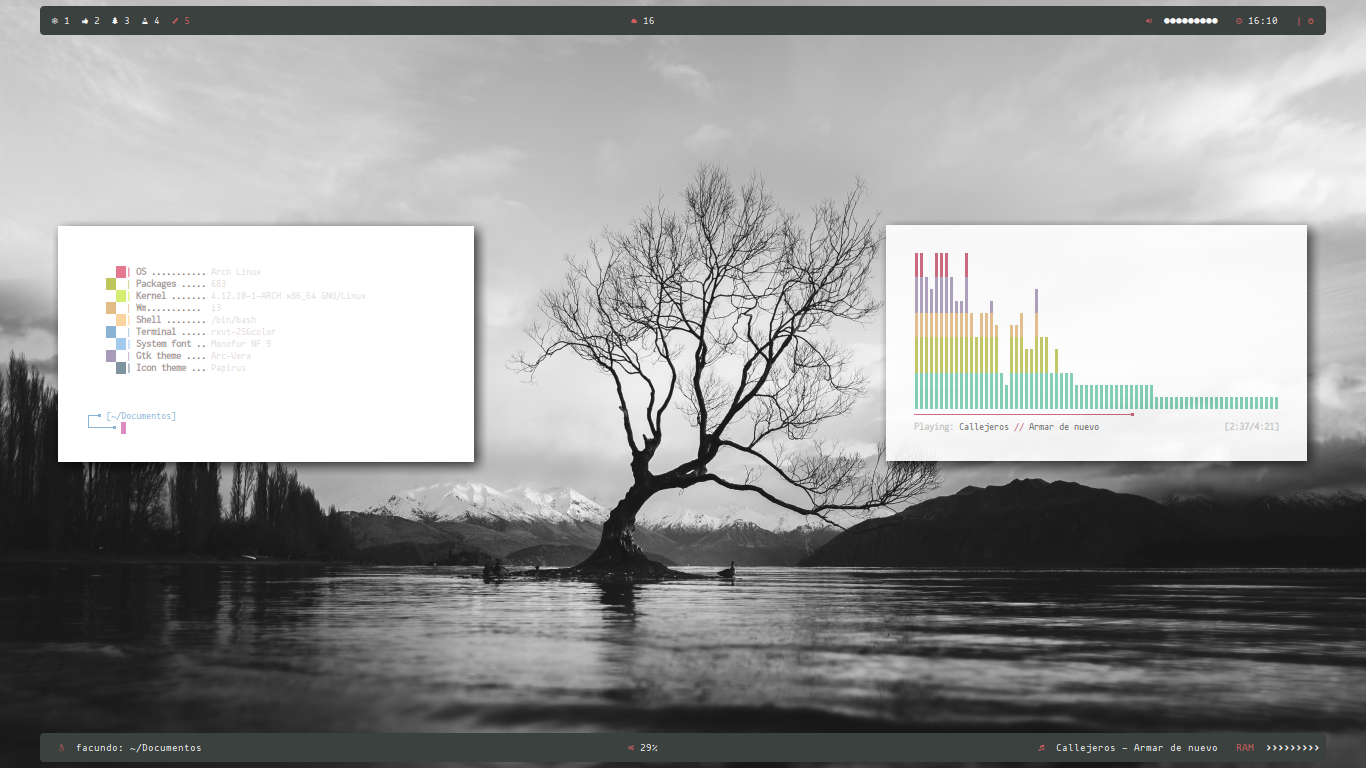 1 2 3 4 5
16
16:10 |
OS ........... Arch Linux
Packages ..... 683
Kernel ....... 4.12.10-1-ARCH x86_64 GNU/Linux
Wm........... i3
Shell ........ /bin/bash
Terminal ..... rxvt-256color
System font .. Monofur NF 9
Gtk theme .... Arc-Vera
Icon theme ... Papirus
[~/Documentos]
Playing: Callejeros // Armar de nuevo [2:37/4:21]
facundo: ~/Documentos
29%
Callejeros - Armar de nuevo RAM >>>>>>>>>